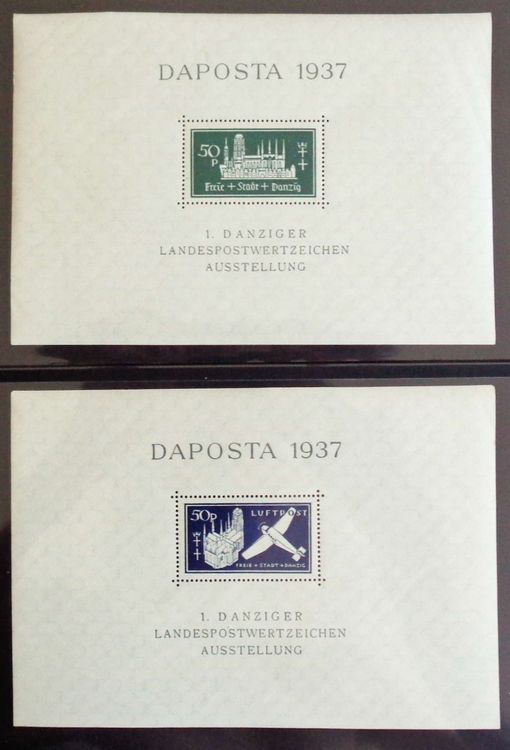 DAPOSTA 1937
50
P
Freie + Stadt + Danzig
1. DANZIGER
LANDESPOSTWERTZEICHEN
AUSSTELLUNG
DAPOSTA 1937
50p LUFTPOST
FREIE + STADT + DANZIG
1. DANZIGER
LANDESPOSTWERTZEICHEN
AUSSTELLUNG